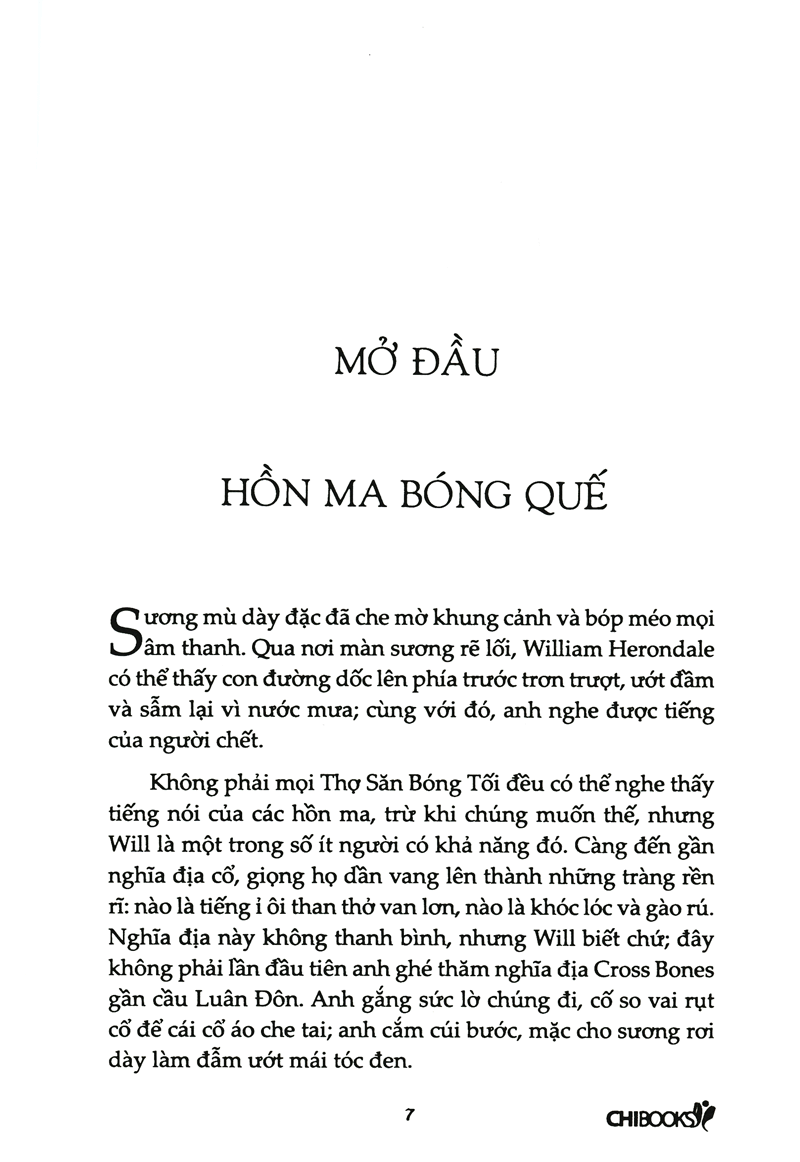 MỞ ĐẦU
HỒN MA BÓNG QUẾ
Sương mù dày đặc đã che mờ khung cảnh và bóp méo mọi
âm thanh. Qua nơi màn sương rẽ lối, William Herondale
có thể thấy con đường dốc lên phía trước trơn trượt, ướt đầm
và sẫm lại vì nước mưa; cùng với đó, anh nghe được tiếng
của người chết.
Không phải mọi Thợ Săn Bóng Tối đều có thể nghe thấy
tiếng nói của các hồn ma, trừ khi chúng muốn thế, nhưng
Will là một trong số ít người có khả năng đó. Càng đến gần
nghĩa địa cổ, giọng họ dần vang lên thành những tràng rền
rĩ: nào là tiếng ỉ ôi than thở van lơn, nào là khóc lóc và gào rú.
Nghĩa địa này không thanh bình, nhưng Will biết chứ; đây
không phải lần đầu tiên anh ghé thăm nghĩa địa Cross Bones
gần cầu Luân Đôn. Anh gắng sức lờ chúng đi, cố so vai rụt
cổ để cái cổ áo che tai; anh cắm cúi bước, mặc cho sương rơi
dày làm đẫm ướt mái tóc đen.
7
CHIBOOKS